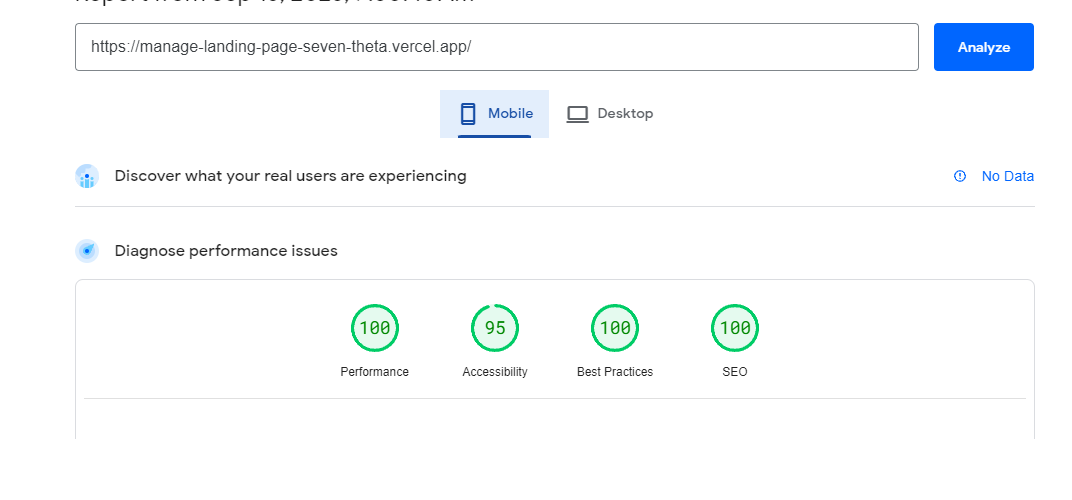 https://manage-landing-page-seven-theta.vercel.app/
Analyze
Mobile
Desktop
Discover what your real users are experiencing
No Data
Diagnose performance issues
100
95
100
100
Performance
Accessibility
Best Practices
SEO